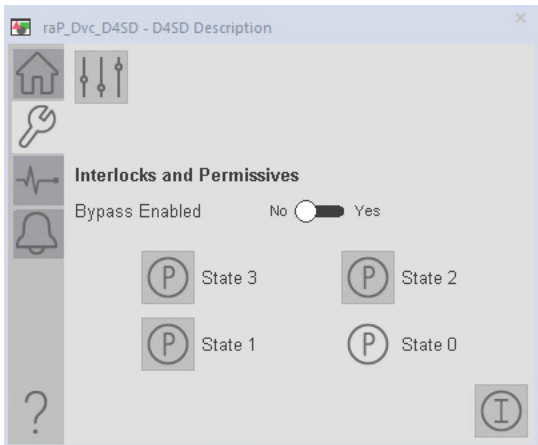 raP_Dvc_D4SD - D4SD Description
Interlocks and Permissives
Bypass Enabled No Yes
P State 3 P State 2
P State 1 P State 0
? I